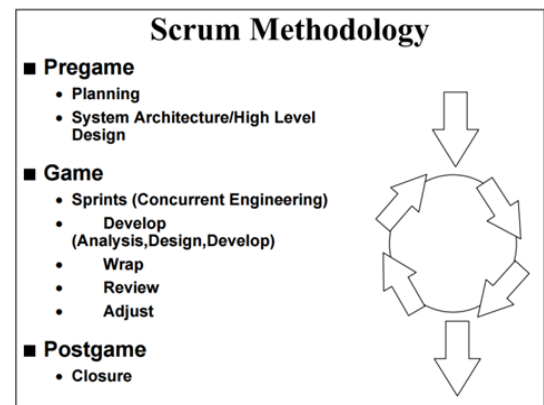 Scrum Methodology
■ Pregame
• Planning
• System Architecture/High Level
Design
■ Game
• Sprints (Concurrent Engineering)
• Develop
(Analysis,Design,Develop)
• Wrap
• Review
• Adjust
■ Postgame
• Closure